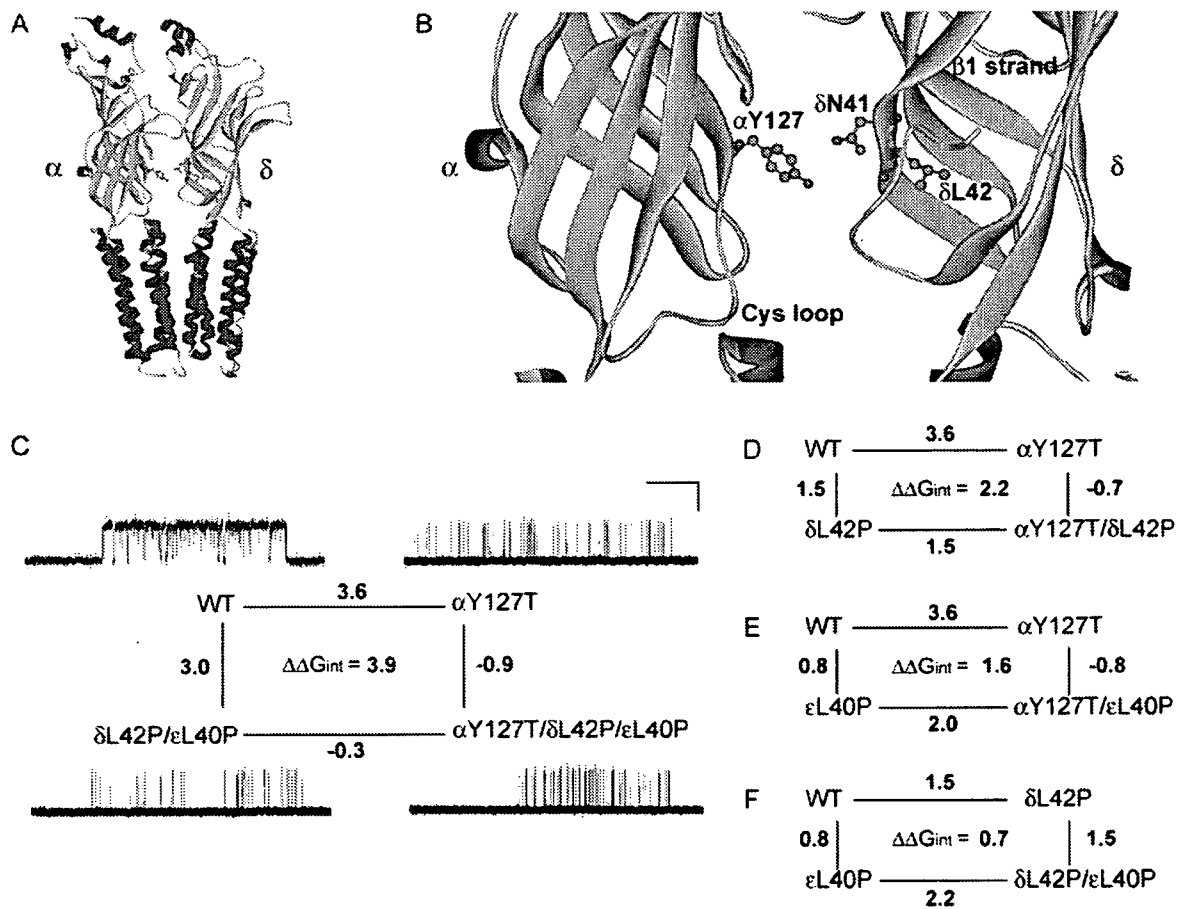 A
α
δ
B
β1 strand
δN41
αY127
α
δ
δL42
Cys loop
C
WT
3.6
αY127T
3.0
ΔΔGint = 3.9
-0.9
δL42P/εL40P
-0.3
αY127T/δL42P/εL40P
D
WT
3.6
αY127T
1.5
ΔΔGint = 2.2
-0.7
δL42P
1.5
αY127T/δL42P
E
WT
3.6
αY127T
0.8
ΔΔGint = 1.6
-0.8
εL40P
2.0
αY127T/εL40P
F
WT
1.5
δL42P
0.8
ΔΔGint = 0.7
1.5
εL40P
2.2
δL42P/εL40P